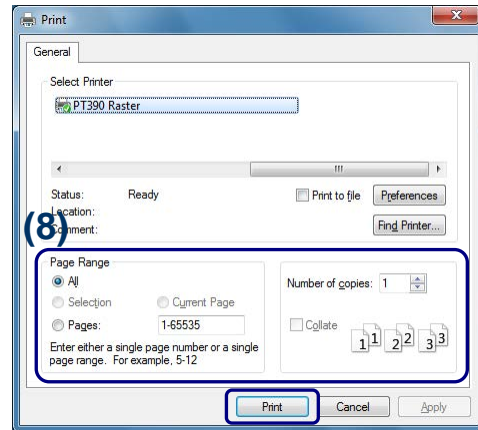 Print
X
General
Select Printer
PT390 Raster
Status: Ready
Print to file
Preferences
Location:
(8)
Comment:
Find Printer...
Page Range
All
Selection
Current Page
Pages: 1-65535
Enter either a single page number or a single
page range. For example, 5-12
Number of copies: 1
Collate
1 1 2 2 3 3
Print
Cancel
Apply